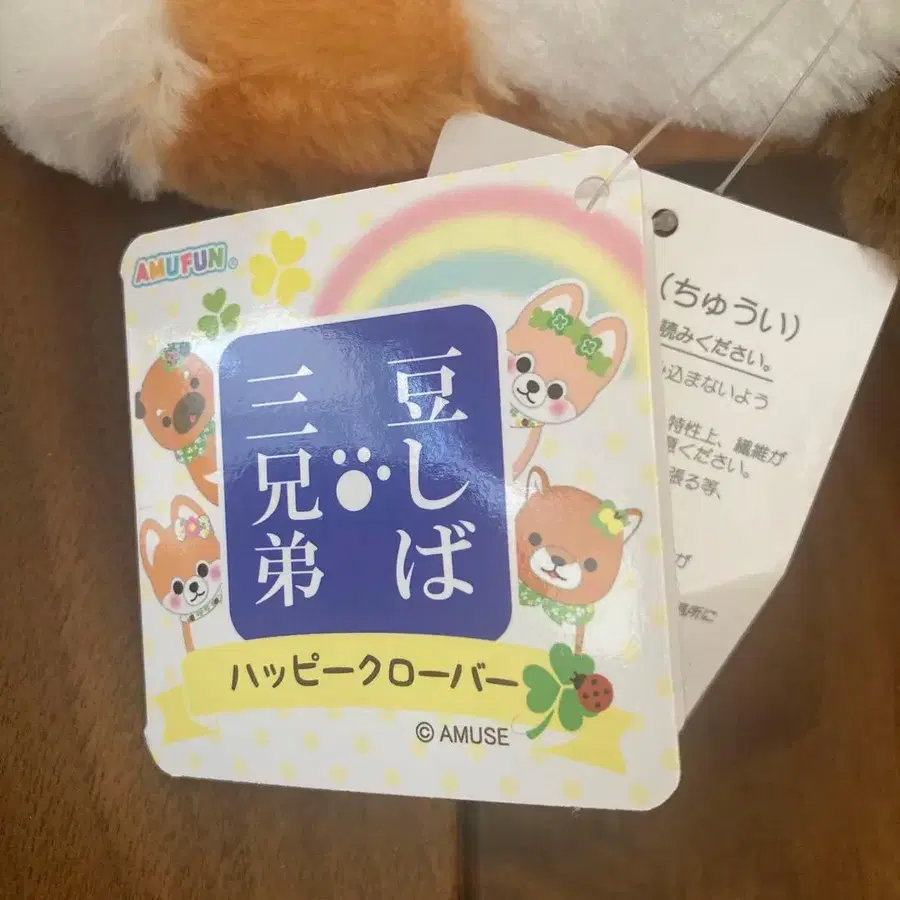 AMUFUN®
豆しば
三兄弟
ハッピークローバー
© AMUSE
(ちゅうい)
読みください。
込まないよう
特性上、繊維が
ください。
張る等、
が
に